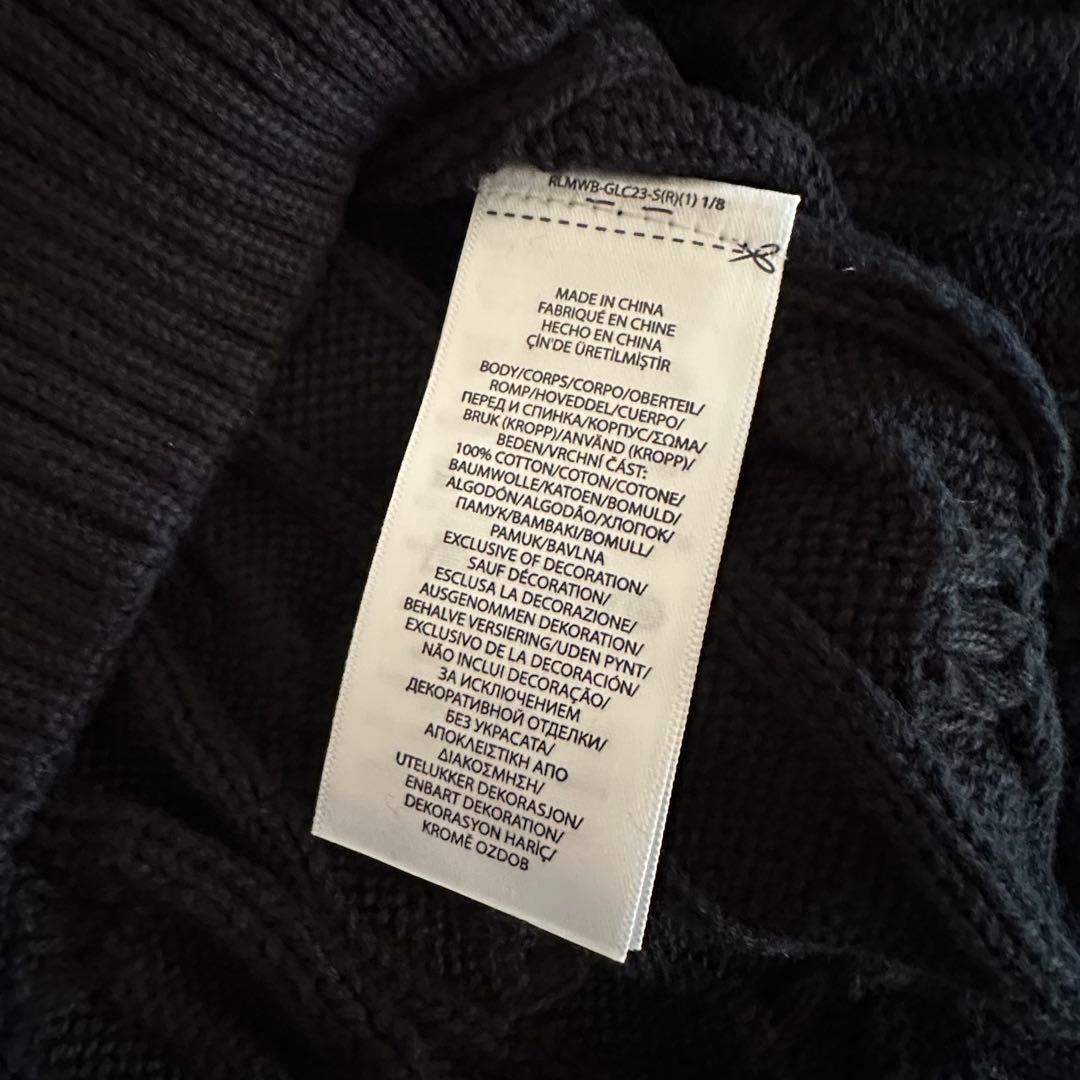 RLMWB-GLC23-S(R)(1) 1/8
MADE IN CHINA
FABRIQUÉ EN CHINE
HECHO EN CHINA
ÇİN'DE ÜRETİLMİŞTİR
BODY/CORPS/CORPO/OBERTEIL/
ROMP/HOVEDDEL/CUERPO/
ПЕРЕД И СПИНКА/КОРПУС/ΣΩΜΑ/
BRUK (KROPP)/ANVÄND (KROPP)/
BEDEN/VRCHNÍ ČÁST:
100% COTTON/COTON/COTONE/
BAUMWOLLE/KATOEN/BOMULD/
ALGODÓN/ALGODÃO/ХЛОПОК/
ПАМУК/ΒΑΜΒΑΚΙ/BOMULL/
PAMUK/BAVLNA
EXCLUSIVE OF DECORATION/
SAUF DÉCORATION/
ESCLUSA LA DECORAZIONE/
AUSGENOMMEN DEKORATION/
BEHALVE VERSIERING/UDEN PYNT/
EXCLUSIVO DE LA DECORACIÓN/
NÃO INCLUI DECORAÇÃO/
ЗА ИСКЛЮЧЕНИЕМ
ДЕКОРАТИВНОЙ ОТДЕЛКИ/
БЕЗ УКРАСАТА/
ΑΠΟΚΛΕΙΣΤΙΚΗ ΑΠΟ
ΔΙΑΚΟΣΜΗΣΗ/
UTELUKKER DEKORASJON/
ENBART DEKORATION/
DEKORASYON HARİÇ/
KROMĚ OZDOB